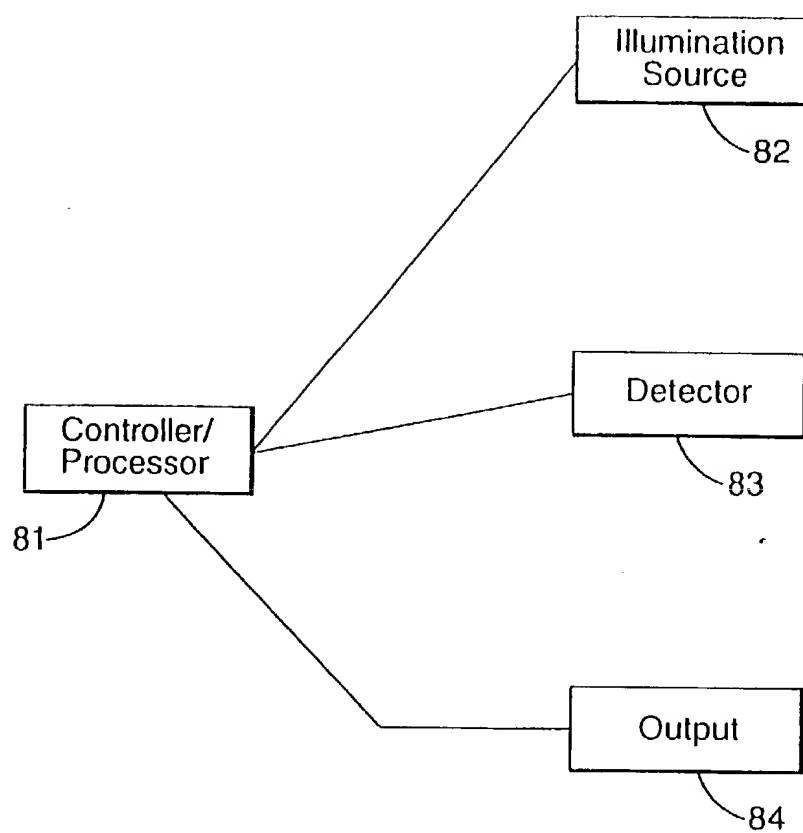 Illumination
Source
82
Detector
83
Controller/
Processor
81
Output
84